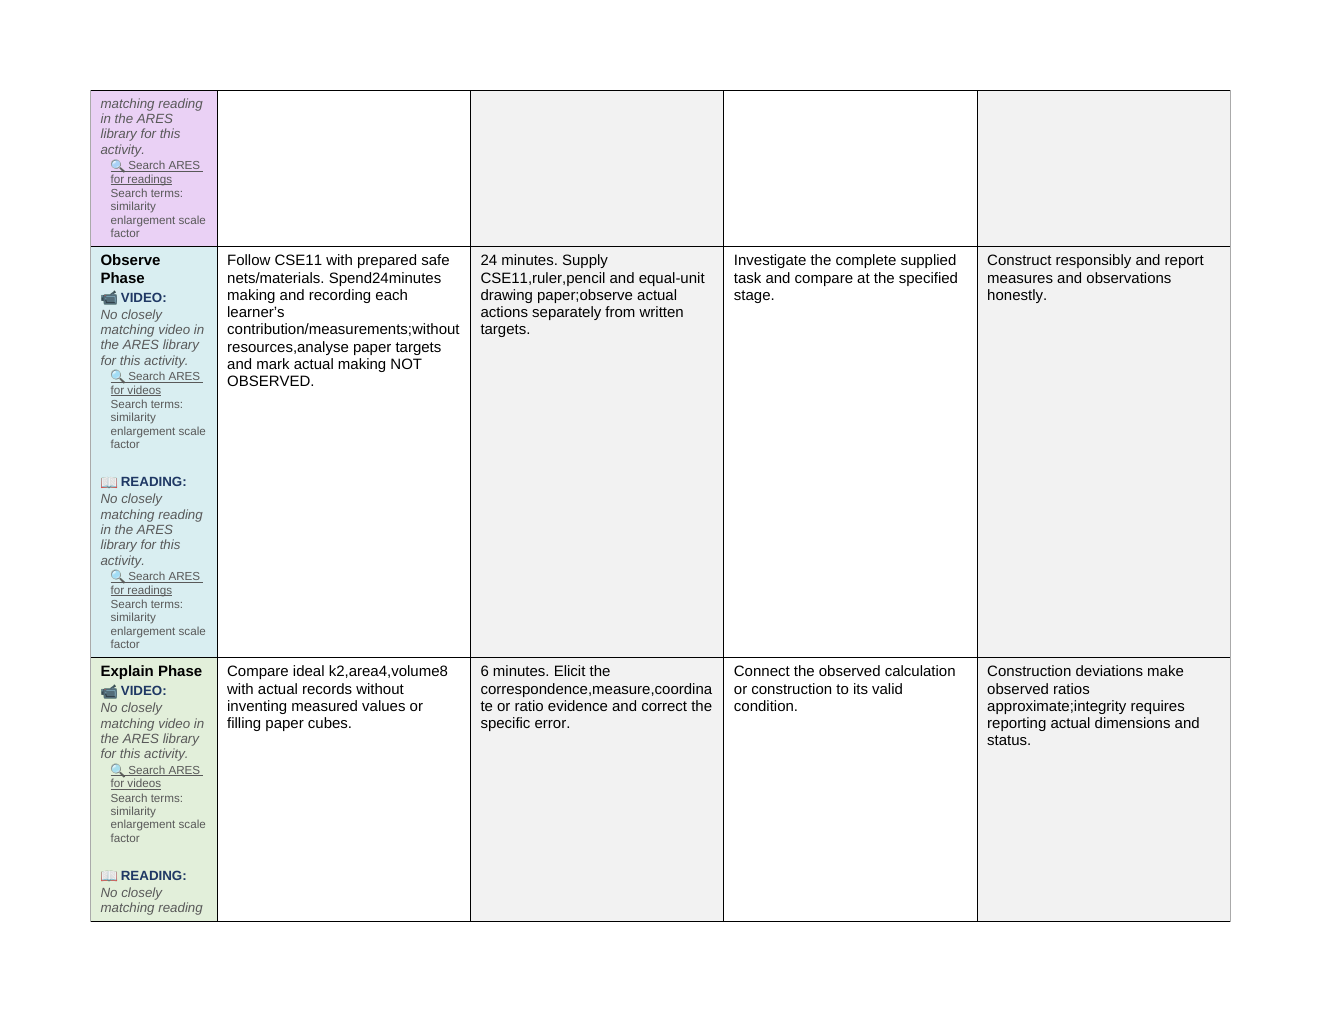 matching reading
in the ARES
library for this
activity.
🔍 Search ARES
for readings
Search terms:
similarity
enlargement scale
factor
Observe
Phase
📹 VIDEO:
No closely
matching video in
the ARES library
for this activity.
🔍 Search ARES
for videos
Search terms:
similarity
enlargement scale
factor
📖 READING:
No closely
matching reading
in the ARES
library for this
activity.
🔍 Search ARES
for readings
Search terms:
similarity
enlargement scale
factor
Follow CSE11 with prepared safe
nets/materials. Spend24minutes
making and recording each
learner’s
contribution/measurements;without
resources,analyse paper targets
and mark actual making NOT
OBSERVED.
24 minutes. Supply
CSE11,ruler,pencil and equal-unit
drawing paper;observe actual
actions separately from written
targets.
Investigate the complete supplied
task and compare at the specified
stage.
Construct responsibly and report
measures and observations
honestly.
Explain Phase
📹 VIDEO:
No closely
matching video in
the ARES library
for this activity.
🔍 Search ARES
for videos
Search terms:
similarity
enlargement scale
factor
📖 READING:
No closely
matching reading
Compare ideal k2,area4,volume8
with actual records without
inventing measured values or
filling paper cubes.
6 minutes. Elicit the
correspondence,measure,coordina
te or ratio evidence and correct the
specific error.
Connect the observed calculation
or construction to its valid
condition.
Construction deviations make
observed ratios
approximate;integrity requires
reporting actual dimensions and
status.